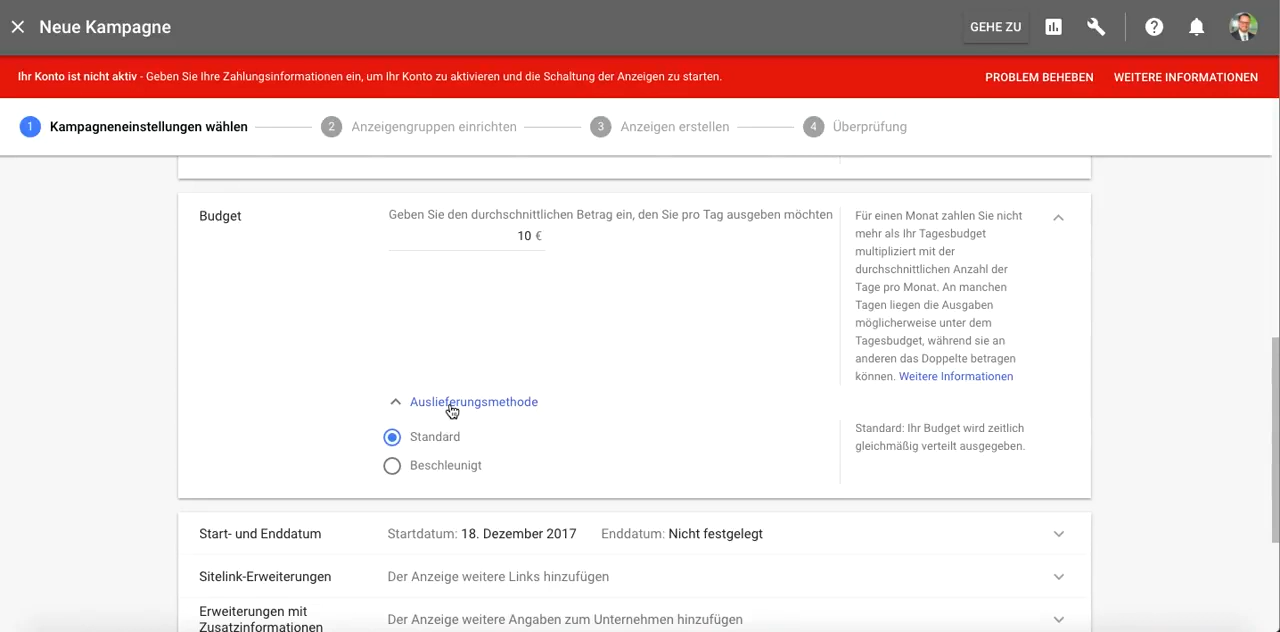 Neue Kampagne
GEHE ZU
Ihr Konto ist nicht aktiv - Geben Sie Ihre Zahlungsinformationen ein, um Ihr Konto zu aktivieren und die Schaltung der Anzeigen zu starten.
PROBLEM BEHEBEN
WEITERE INFORMATIONEN
1 Kampagneneinstellungen wählen
2 Anzeigengruppen einrichten
3 Anzeigen erstellen
4 Überprüfung
Budget
Geben Sie den durchschnittlichen Betrag ein, den Sie pro Tag ausgeben möchten
10 €
Für einen Monat zahlen Sie nicht
mehr als Ihr Tagesbudget
multipliziert mit der
durchschnittlichen Anzahl der
Tage pro Monat. An manchen
Tagen liegen die Ausgaben
möglicherweise unter dem
Tagesbudget, während sie an
anderen das Doppelte betragen
können. Weitere Informationen
Auslieferungsmethode
Standard
Beschleunigt
Standard: Ihr Budget wird zeitlich
gleichmäßig verteilt ausgegeben.
Start- und Enddatum
Startdatum: 18. Dezember 2017
Enddatum: Nicht festgelegt
Sitelink-Erweiterungen
Der Anzeige weitere Links hinzufügen
Erweiterungen mit
Zusatzinformationen
Der Anzeige weitere Angaben zum Unternehmen hinzufügen